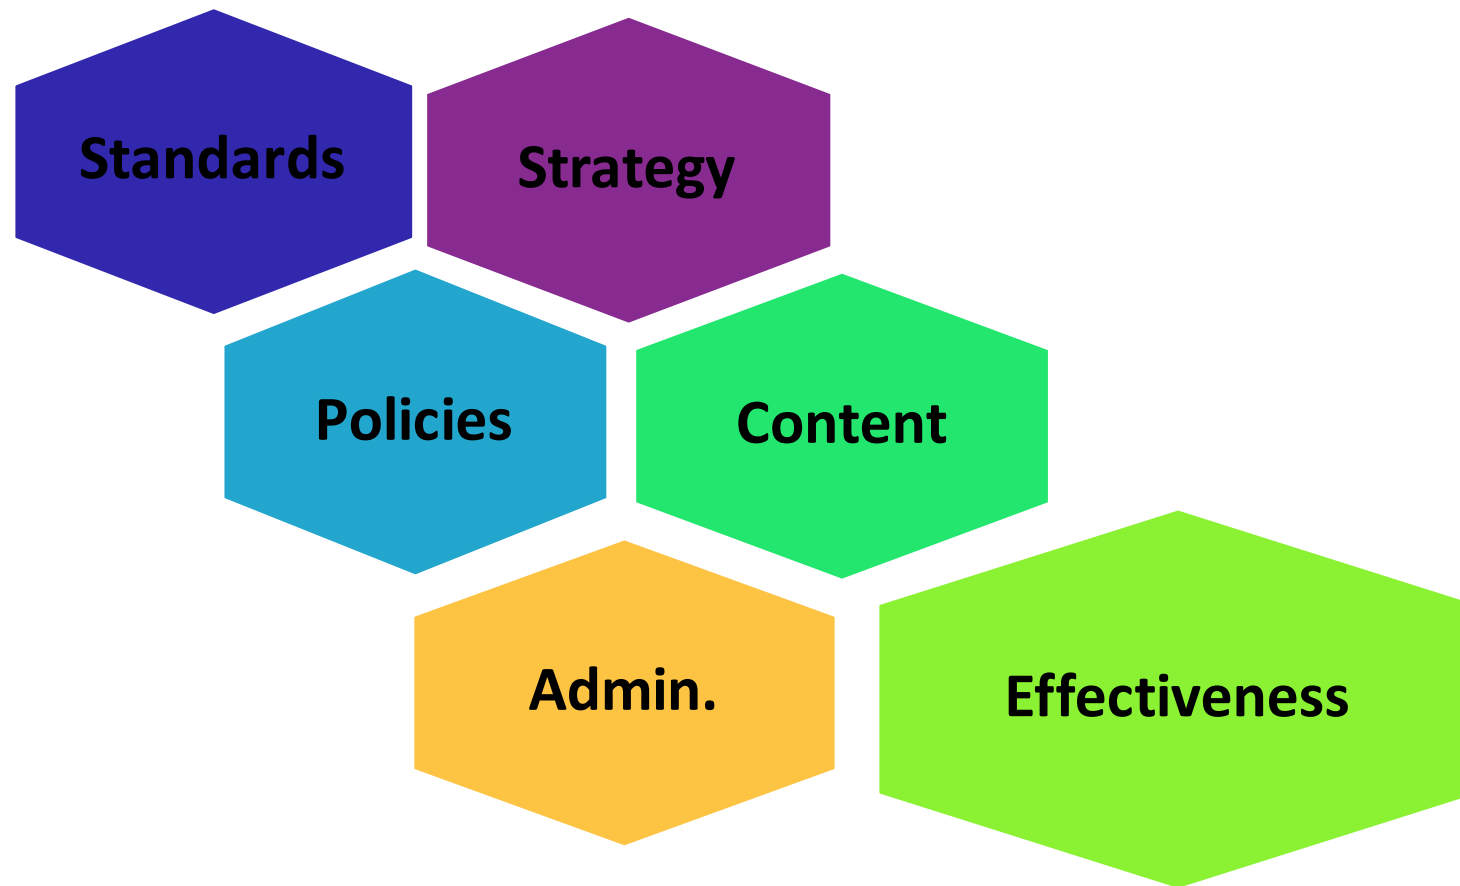 Standards
Strategy
Policies
Content
Admin.
Effectiveness